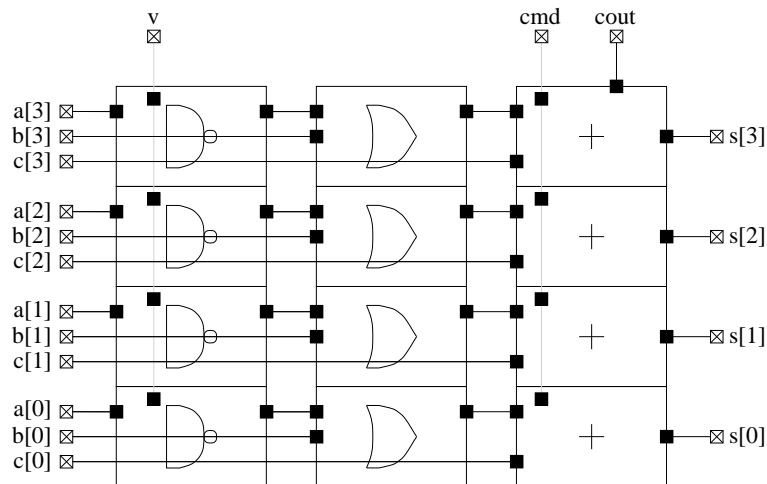 v cmd cout
a[3]
b[3] s[3]
c[3]
a[2]
b[2] s[2]
c[2]
a[1]
b[1] s[1]
c[1]
a[0]
b[0] s[0]
c[0]